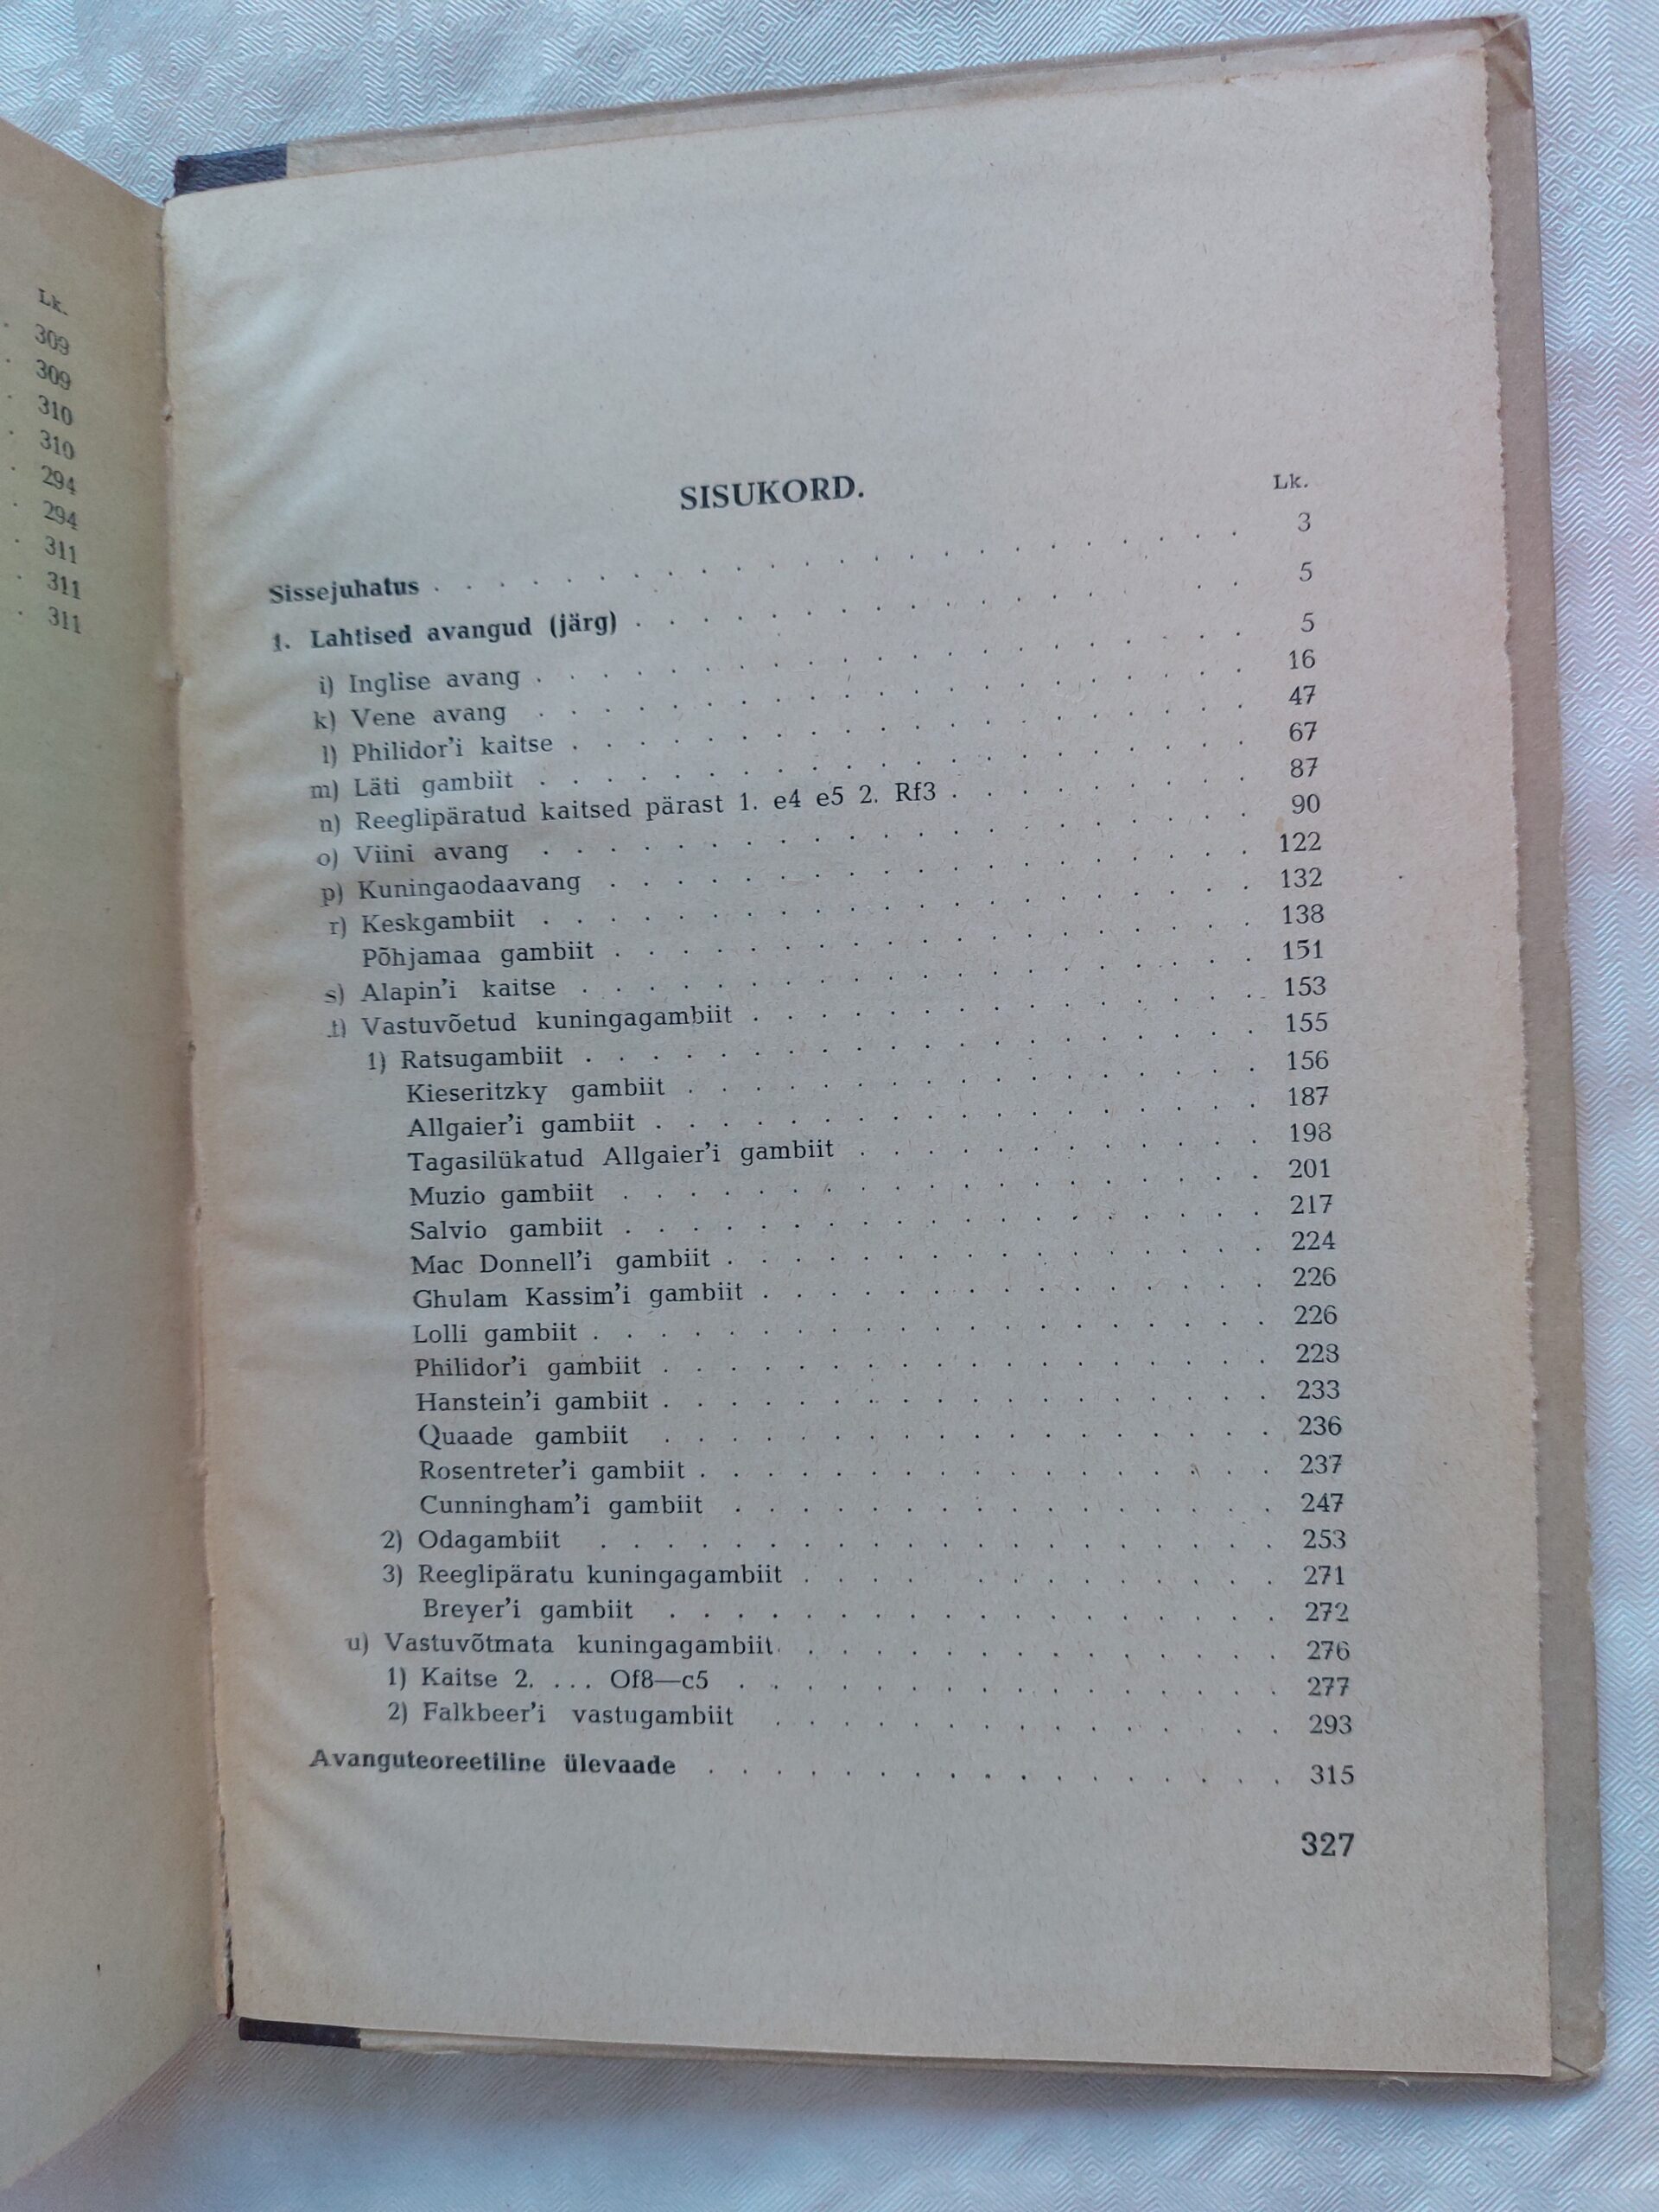 Lk.
309
309
310
310
294
294
311
311
311
SISUKORD.
Lk.
Sissejuhatus . . . . . . . . . . . . . . . . . . . . . . . . 3
1. Lahtised avangud (järg) . . . . . . . . . . . . . . . . . 5
i) Inglise avang . . . . . . . . . . . . . . . . . . . . . 5
k) Vene avang . . . . . . . . . . . . . . . . . . . . . 16
l) Philidor'i kaitse . . . . . . . . . . . . . . . . . . . . 47
m) Läti gambiit . . . . . . . . . . . . . . . . . . . . . 67
n) Reeglipäratud kaitsed pärast 1. e4 e5 2. Rf3 . . . . . . . . . 87
o) Viini avang . . . . . . . . . . . . . . . . . . . . . 90
p) Kuningaodaavang . . . . . . . . . . . . . . . . . . . 122
r) Keskgambiit . . . . . . . . . . . . . . . . . . . . . 132
Põhjamaa gambiit . . . . . . . . . . . . . . . . . . . 138
s) Alapin'i kaitse . . . . . . . . . . . . . . . . . . . . 151
t) Vastuvõetud kuningagambiit . . . . . . . . . . . . . . . 153
1) Ratsugambiit . . . . . . . . . . . . . . . . . . . . 155
Kieseritzky gambiit . . . . . . . . . . . . . . . . . 156
Allgaier'i gambiit . . . . . . . . . . . . . . . . . . 187
Tagasilükatud Allgaier'i gambiit . . . . . . . . . . . . 198
Muzio gambiit . . . . . . . . . . . . . . . . . . . 201
Salvio gambiit . . . . . . . . . . . . . . . . . . . 217
Mac Donnell'i gambiit . . . . . . . . . . . . . . . . 224
Ghulam Kassim'i gambiit . . . . . . . . . . . . . . . 226
Lolli gambiit . . . . . . . . . . . . . . . . . . . . 226
Philidor'i gambiit . . . . . . . . . . . . . . . . . . 223
Hanstein'i gambiit . . . . . . . . . . . . . . . . . . 233
Quaade gambiit . . . . . . . . . . . . . . . . . . 236
Rosentreter'i gambiit . . . . . . . . . . . . . . . . . 237
Cunningham'i gambiit . . . . . . . . . . . . . . . . 247
2) Odagambiit . . . . . . . . . . . . . . . . . . . . 253
3) Reeglipäratu kuningagambiit . . . . . . . . . . . . . 271
Breyer'i gambiit . . . . . . . . . . . . . . . . . . 272
u) Vastuvõtmata kuningagambiit . . . . . . . . . . . . . . 276
1) Kaitse 2. . . . Of8—c5 . . . . . . . . . . . . . . . . 277
2) Falkbeer'i vastugambiit . . . . . . . . . . . . . . . 293
Avanguteoreetiline ülevaade . . . . . . . . . . . . . . . . . 315
327